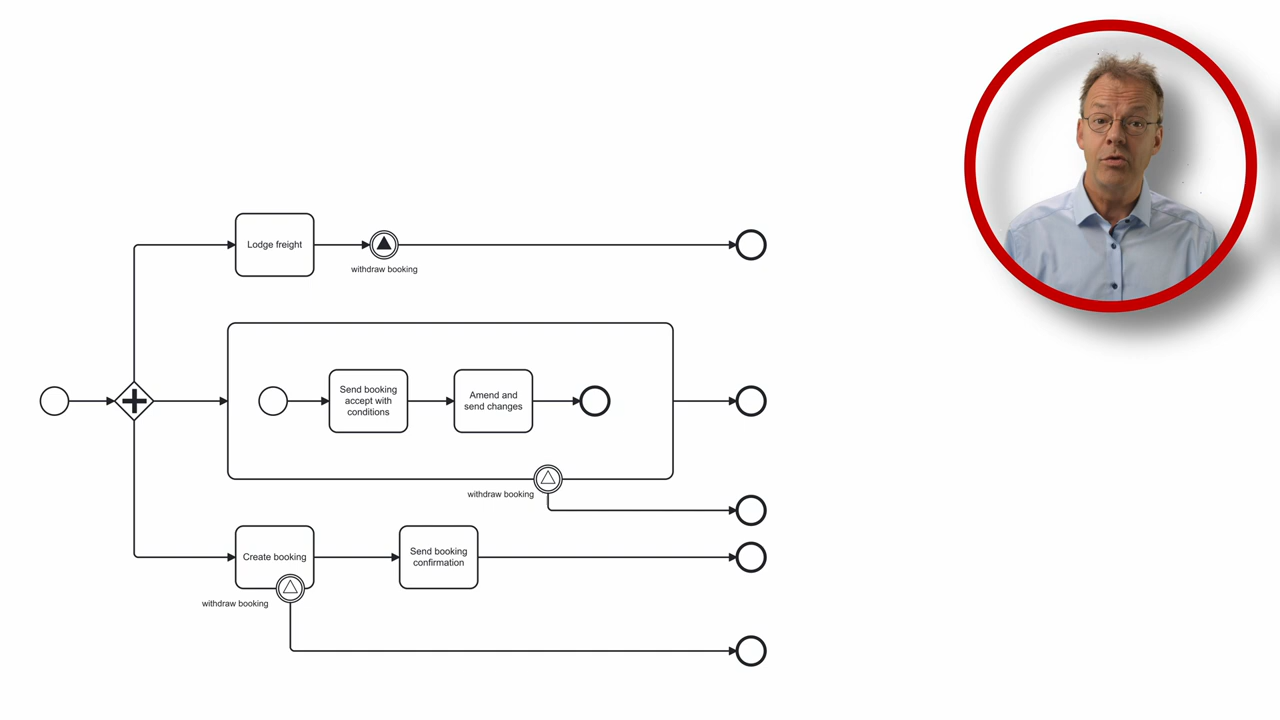 Lodge freight
withdraw booking
Send booking
accept with
conditions
Amend and
send changes
withdraw booking
Create booking
Send booking
confirmation
withdraw booking